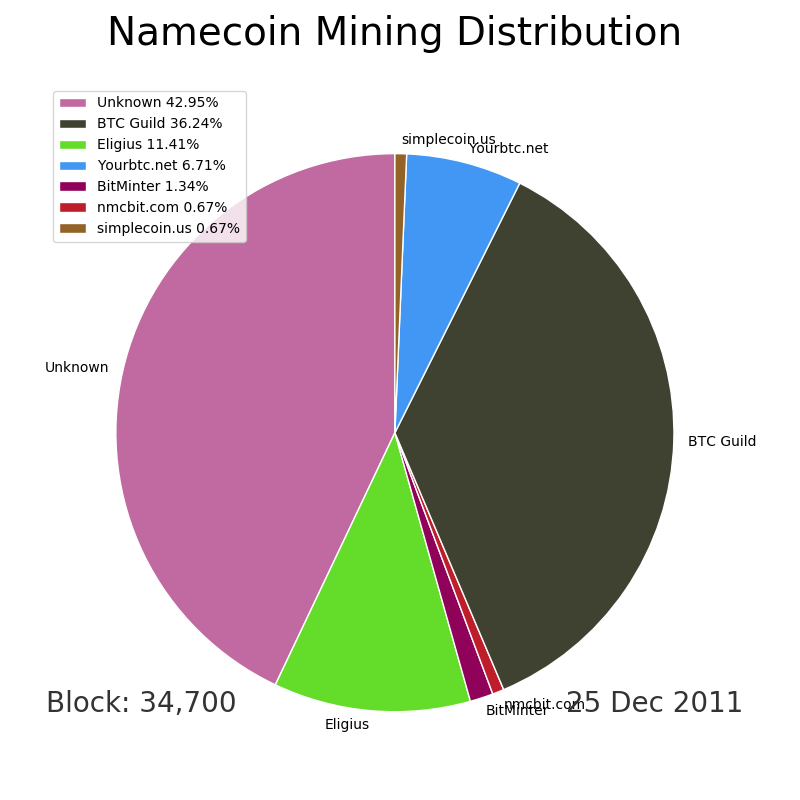 Namecoin Mining Distribution
Unknown 42.95%
BTC Guild 36.24%
Eligius 11.41%
Yourbtc.net 6.71%
BitMinter 1.34%
nmcbit.com 0.67%
simplecoin.us 0.67%
simplecoin.us
Yourbtc.net
Unknown
BTC Guild
Block: 34,700
25 Dec 2011
nmcbit.com
BitMinter
Eligius